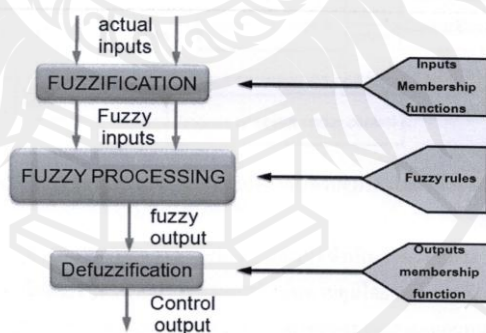 actual
inputs
FUZZIFICATION
Inputs
Membership
functions
Fuzzy
inputs
FUZZY PROCESSING
Fuzzy rules
fuzzy
output
Defuzzification
Outputs
membership
function
Control
output